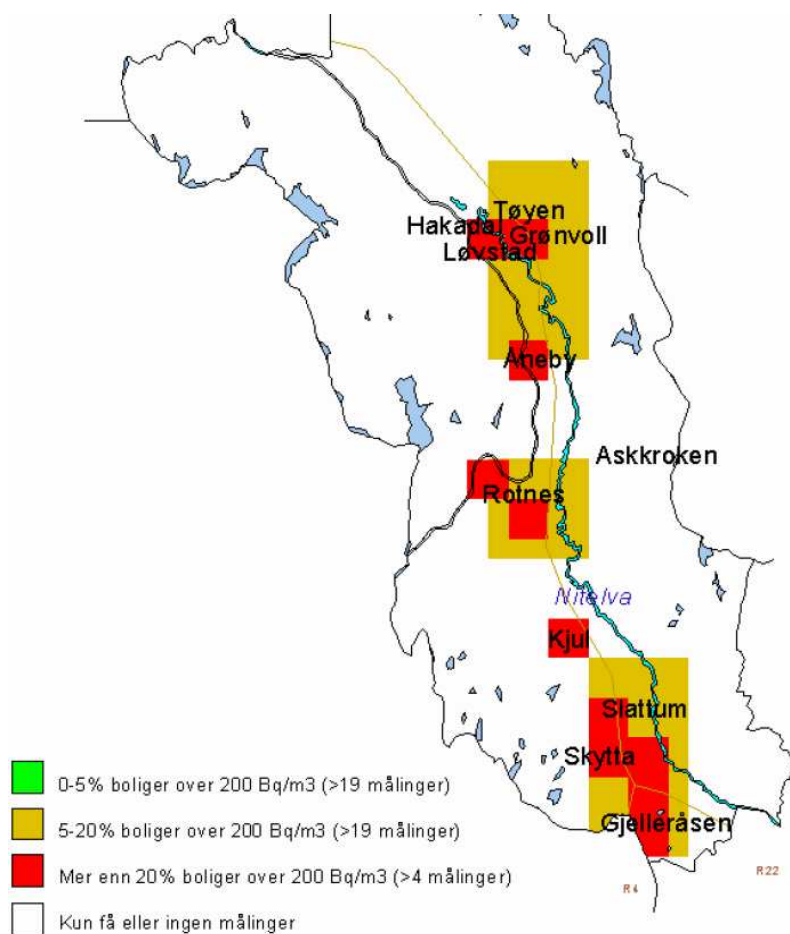 Tøyen
Hakadal
Grønvoll
Løvstad
Åneby
Askkroken
Rotnes
Nitelva
Kjul
Slattum
Skytta
Gjelleråsen
R4
R22
0-5% boliger over 200 Bq/m3 (>19 målinger)
5-20% boliger over 200 Bq/m3 (>19 målinger)
Mer enn 20% boliger over 200 Bq/m3 (>4 målinger)
Kun få eller ingen målinger